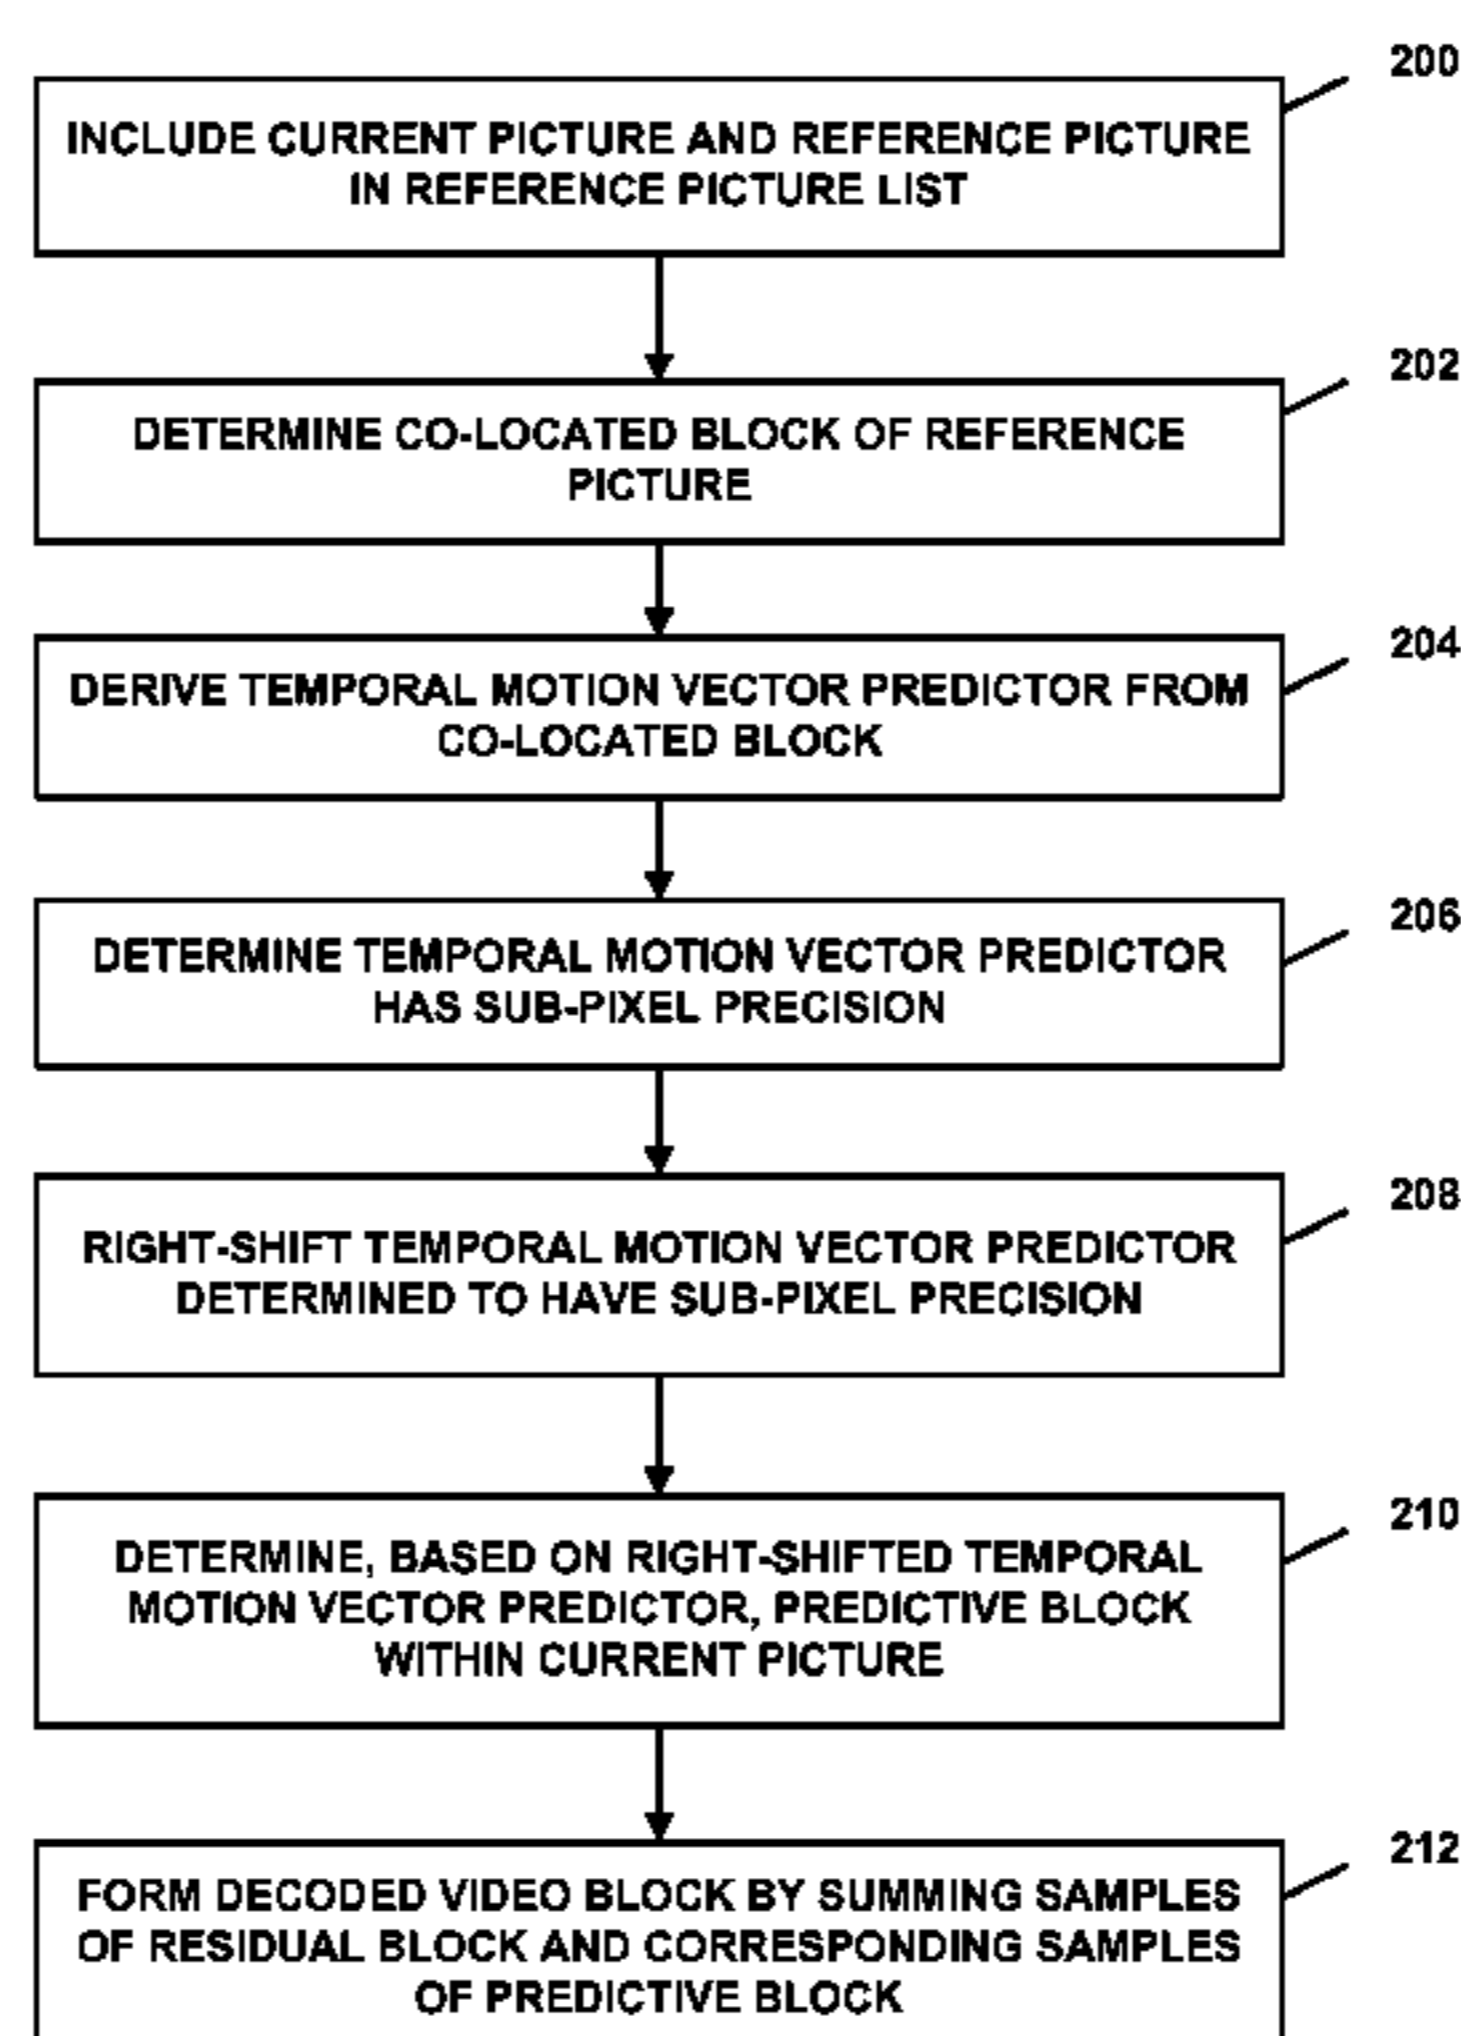 200
INCLUDE CURRENT PICTURE AND REFERENCE PICTURE
IN REFERENCE PICTURE LIST
202
DETERMINE CO-LOCATED BLOCK OF REFERENCE
PICTURE
204
DERIVE TEMPORAL MOTION VECTOR PREDICTOR FROM
CO-LOCATED BLOCK
206
DETERMINE TEMPORAL MOTION VECTOR PREDICTOR
HAS SUB-PIXEL PRECISION
208
RIGHT-SHIFT TEMPORAL MOTION VECTOR PREDICTOR
DETERMINED TO HAVE SUB-PIXEL PRECISION
210
DETERMINE, BASED ON RIGHT-SHIFTED TEMPORAL
MOTION VECTOR PREDICTOR, PREDICTIVE BLOCK
WITHIN CURRENT PICTURE
212
FORM DECODED VIDEO BLOCK BY SUMMING SAMPLES
OF RESIDUAL BLOCK AND CORRESPONDING SAMPLES
OF PREDICTIVE BLOCK